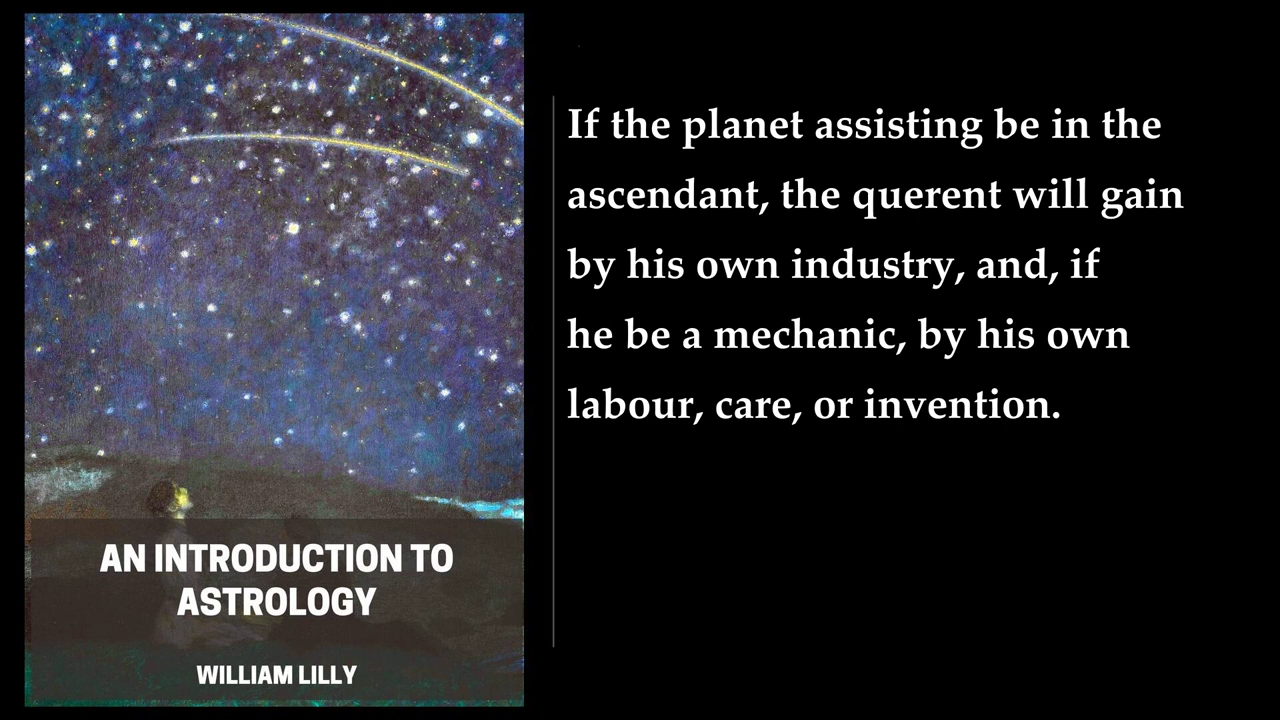 If the planet assisting be in the
ascendant, the querent will gain
by his own industry, and, if
he be a mechanic, by his own
labour, care, or invention.
AN INTRODUCTION TO
ASTROLOGY
WILLIAM LILLY